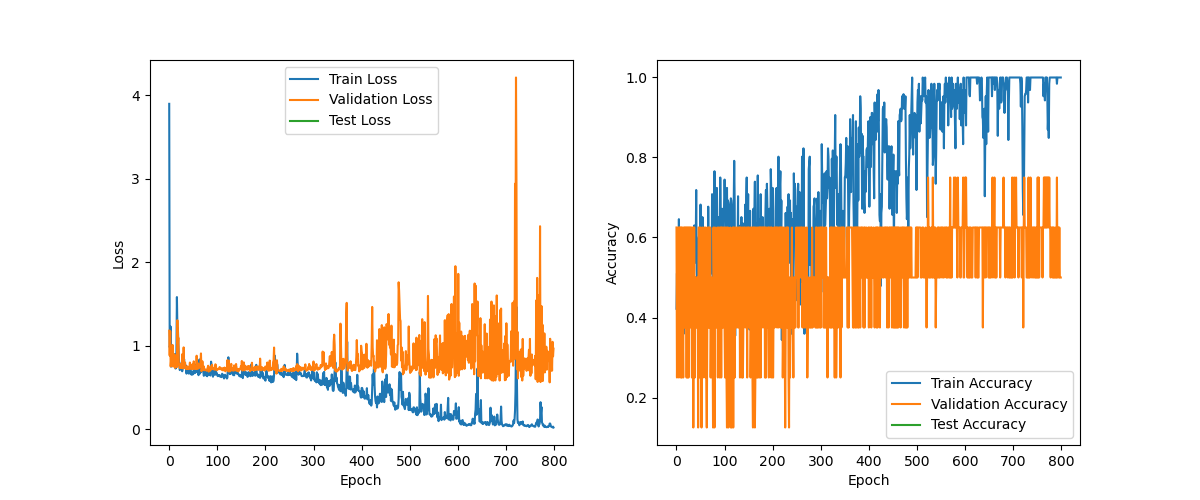 Train Loss
Validation Loss
Test Loss
4
3
2
1
0
Loss
0 100 200 300 400 500 600 700 800
Epoch
1.0
0.8
0.6
0.4
0.2
Accuracy
Train Accuracy
Validation Accuracy
Test Accuracy
0 100 200 300 400 500 600 700 800
Epoch